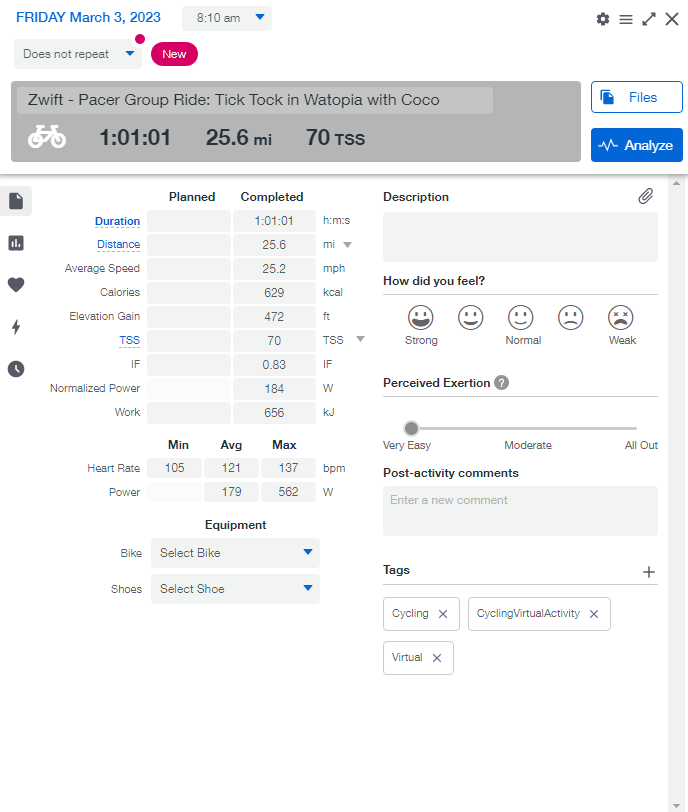 FRIDAY March 3, 2023 8:10 am
Does not repeat New
Zwift - Pacer Group Ride: Tick Tock in Watopia with Coco
1:01:01 25.6 mi 70 TSS
Files
Analyze
Planned Completed
Duration 1:01:01 h:m:s
Distance 25.6 mi
Average Speed 25.2 mph
Calories 629 kcal
Elevation Gain 472 ft
TSS 70 TSS
IF 0.83 IF
Normalized Power 184 W
Work 656 kJ
Min Avg Max
Heart Rate 105 121 137 bpm
Power 179 562 W
Equipment
Bike Select Bike
Shoes Select Shoe
Description
How did you feel?
Strong Normal Weak
Perceived Exertion ?
Very Easy Moderate All Out
Post-activity comments
Enter a new comment
Tags
Cycling CyclingVirtualActivity
Virtual